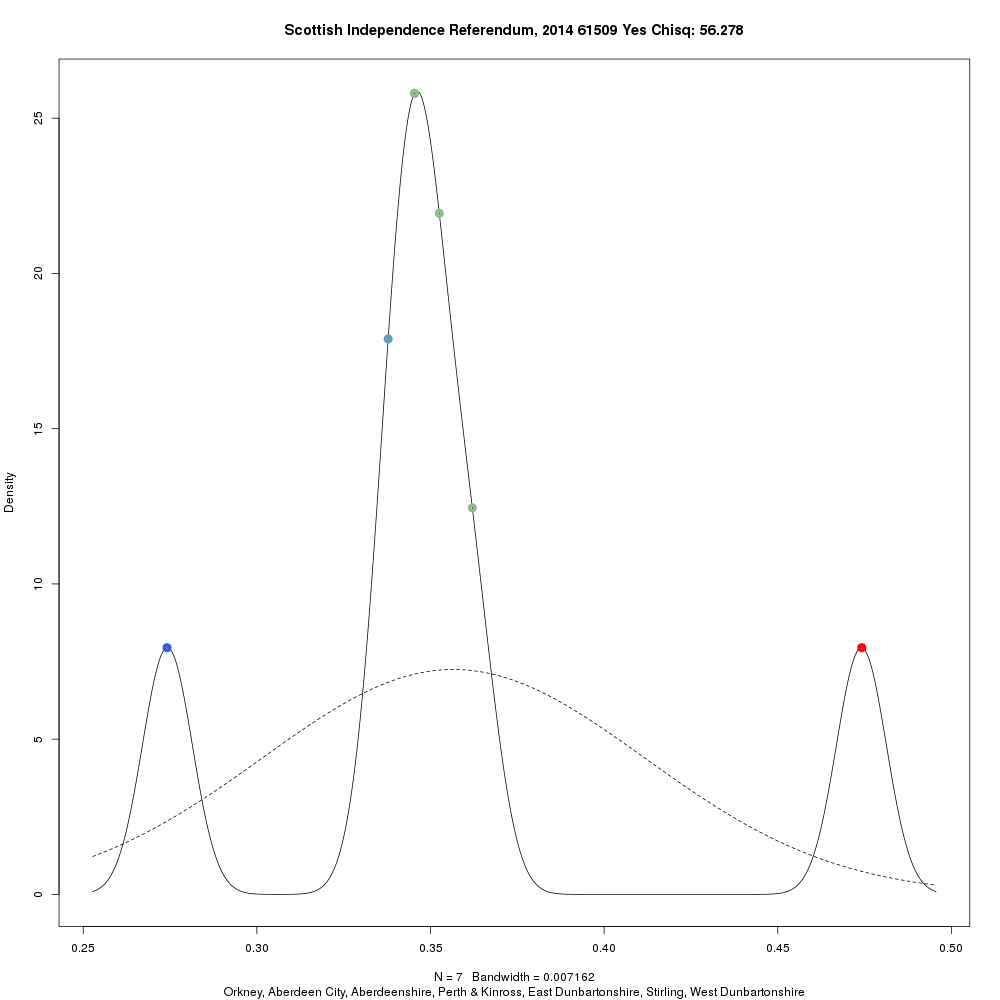 Scottish Independence Referendum, 2014 61509 Yes Chisq: 56.278
25
20
15
10
5
0
Density
0.25 0.30 0.35 0.40 0.45 0.50
N = 7 Bandwidth = 0.007162
Orkney, Aberdeen City, Aberdeenshire, Perth & Kinross, East Dunbartonshire, Stirling, West Dunbartonshire